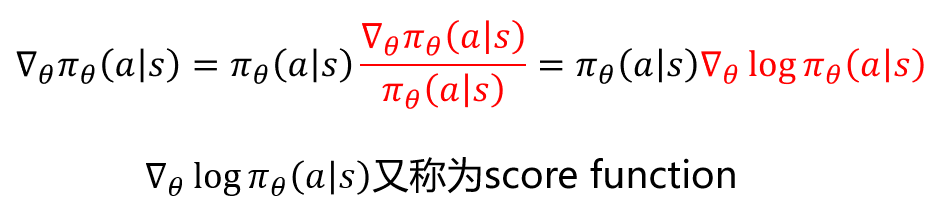 ∇θπθ(a|s) = πθ(a|s) ∇θπθ(a|s) / πθ(a|s) = πθ(a|s)∇θ log πθ(a|s)
∇θ log πθ(a|s)又称为score function